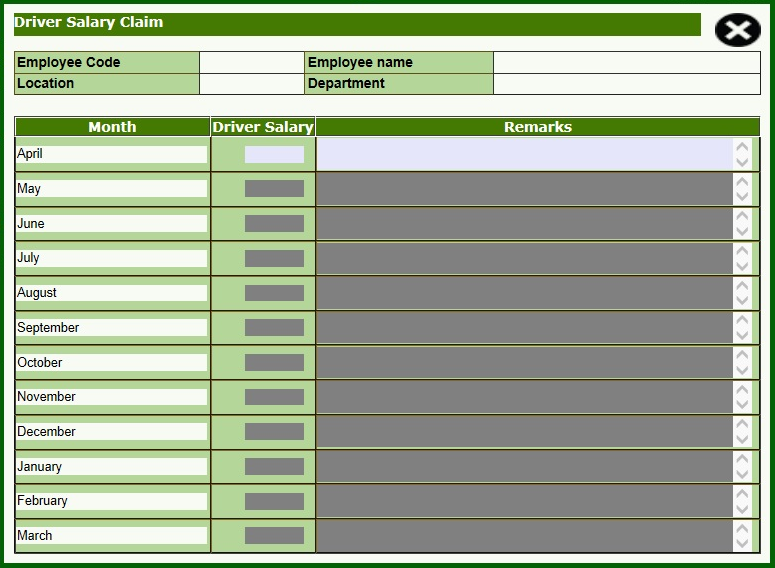 Driver Salary Claim
Employee Code Employee name
Location Department
Month Driver Salary Remarks
April
May
June
July
August
September
October
November
December
January
February
March